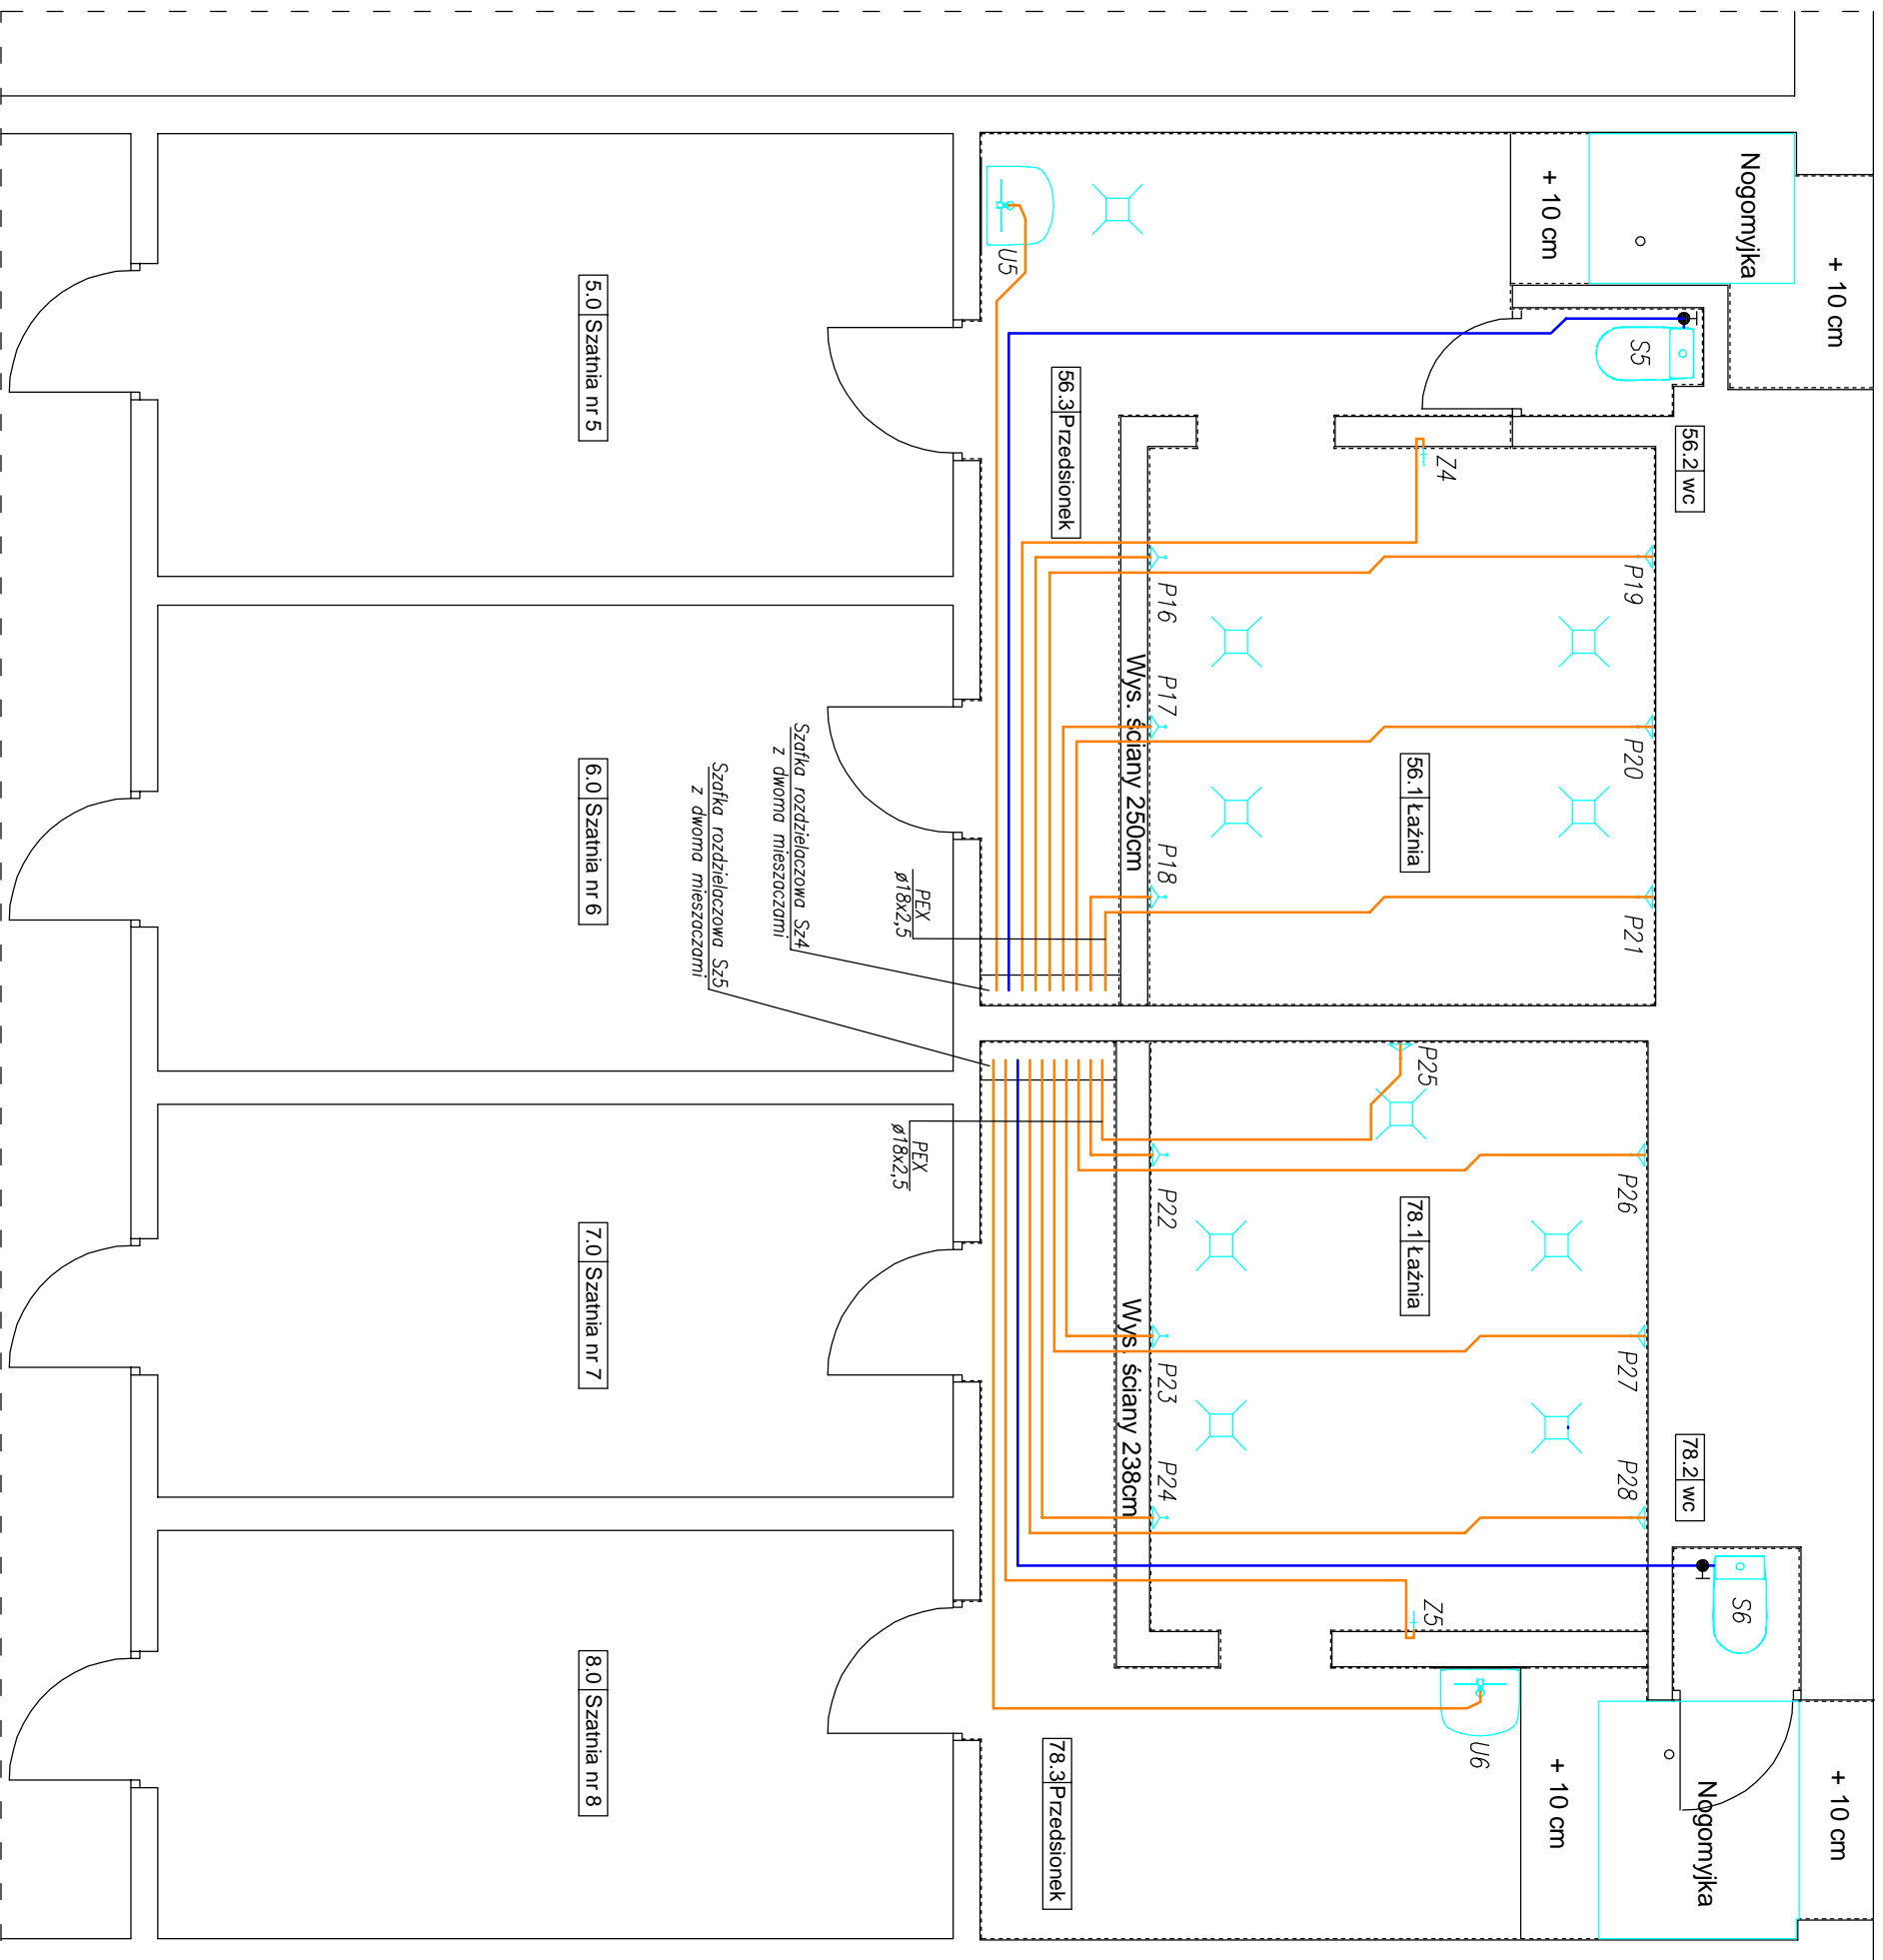 Nogomyjka
+ 10 cm
+ 10 cm
U5
S5
5.0 Szatnia nr 5
56.3 Przedsionek
56.2 wc
Z4
P19
P16
Wys. ściany 250cm
P17
P20
56.1 Łaźnia
P18
P21
6.0 Szatnia nr 6
Szafka rozdzielaczowa Sz4
z dwoma mieszaczami
Szafka rozdzielaczowa Sz5
z dwoma mieszaczami
PEX
ø18x2,5
PEX
ø18x2,5
P25
P22
P26
78.1 Łaźnia
7.0 Szatnia nr 7
Wys. ściany 238cm
P23
P27
P24
P28
78.2 wc
S6
Z5
U6
8.0 Szatnia nr 8
78.3 Przedsionek
+ 10 cm
Nogomyjka
+ 10 cm